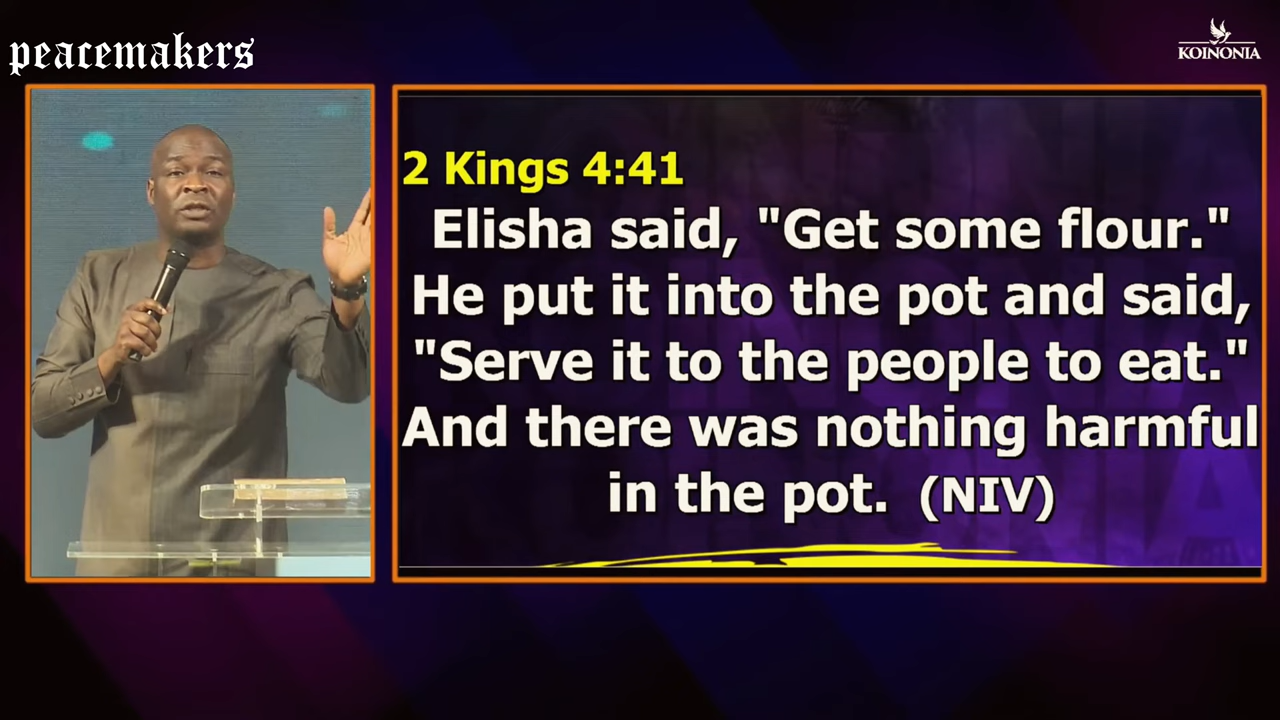 peacemakers
KOINONIA
2 Kings 4:41
Elisha said, "Get some flour."
He put it into the pot and said,
"Serve it to the people to eat."
And there was nothing harmful
in the pot. (NIV)